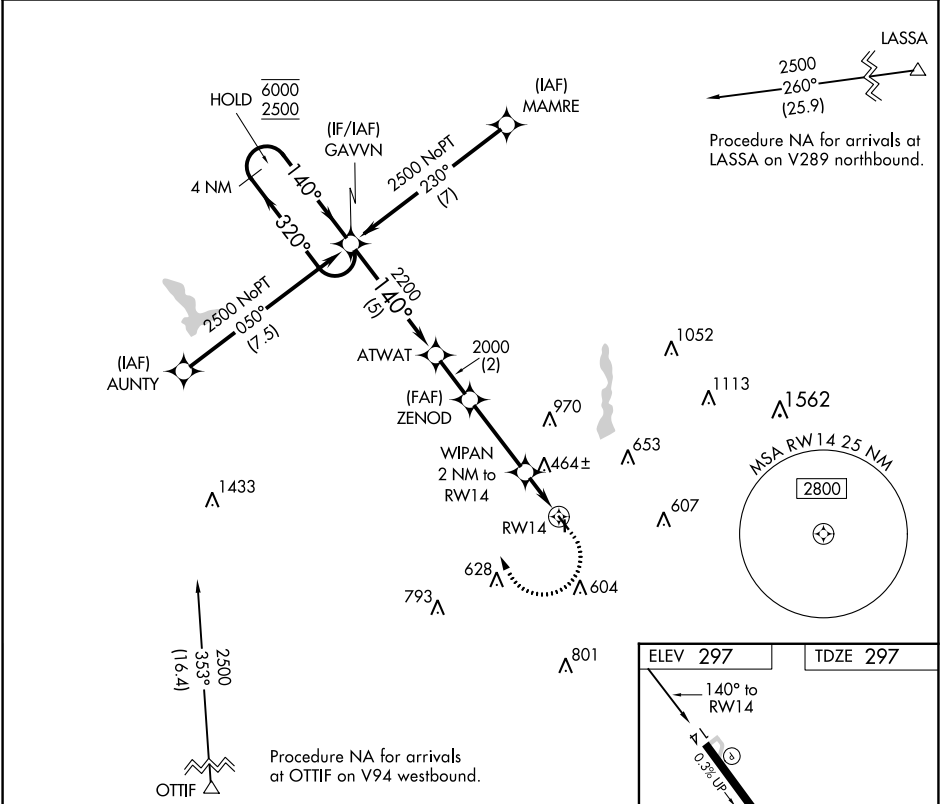 LASSA
2500
260°
(25.9)
Procedure NA for arrivals at
LASSA on V289 northbound.
HOLD
6000
2500
(IAF)
MAMRE
(IF/IAF)
GAVVN
2500 NoPT
230°
(7)
4 NM
140°
320°
2500 NoPT
050°
(7.5)
(IAF)
AUNTY
2200
140°
(5)
ATWAT
2000
(2)
(FAF)
ZENOD
WIPAN
2 NM to
RW14
RW14
1052
1113
1562
970
464±
653
607
1433
628
604
793
801
MSA RW14 25 NM
2800
2500
353°
(16.4)
OTTIF
Procedure NA for arrivals
at OTTIF on V94 westbound.
ELEV 297
TDZE 297
140° to
RW14
14
P
0.3% UP